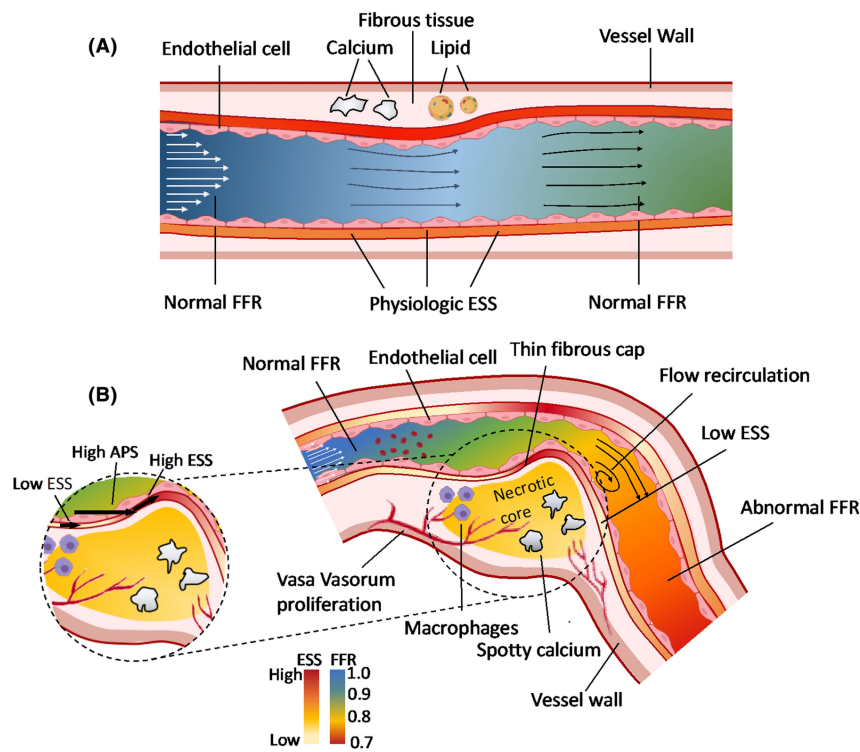 (A)
Endothelial cell
Fibrous tissue
Calcium
Lipid
Vessel Wall
Normal FFR
Physiologic ESS
Normal FFR
(B)
Normal FFR
Endothelial cell
Thin fibrous cap
Flow recirculation
Low ESS
High APS
High ESS
Low ESS
Necrotic
core
Abnormal FFR
Vasa Vasorum
proliferation
Macrophages
Spotty calcium
Vessel wall
ESS FFR
High
Low
1.0
0.9
0.8
0.7